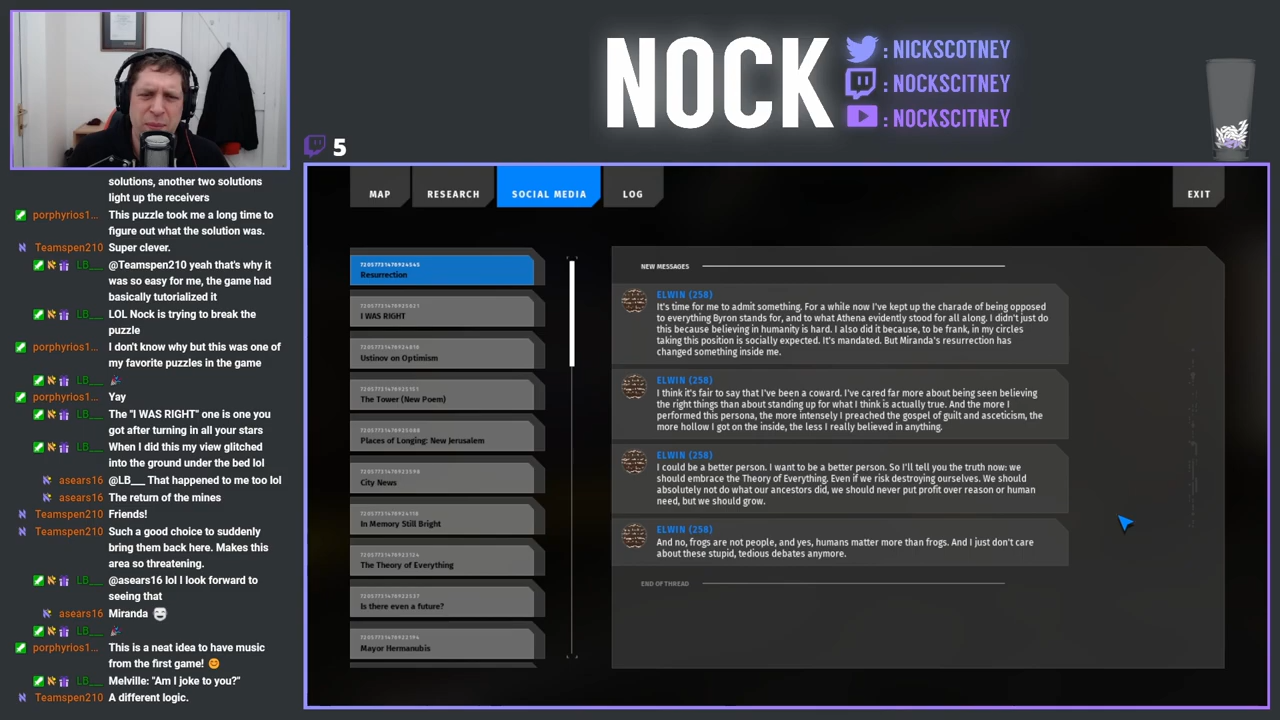 NOCK
: NICKSCOTNEY
: NOCKSCITNEY
: NOCKSCITNEY
5
solutions, another two solutions
light up the receivers
porphyrios1... This puzzle took me a long time to
figure out what the solution was.
Teamspen210 Super clever.
LB__ @Teamspen210 yeah that's why it
was so easy for me, the game had
basically tutorialized it
LB__ LOL Nock is trying to break the
puzzle
porphyrios1... I don't know why but this was one of
my favorite puzzles in the game
LB__
porphyrios1... Yay
LB__ The "I WAS RIGHT" one is one you
got after turning in all your stars
LB__ When I did this my view glitched
into the ground under the bed lol
asears16 @LB__ That happened to me too lol
asears16 The return of the mines
Teamspen210 Friends!
Teamspen210 Such a good choice to suddenly
bring them back here. Makes this
area so threatening.
LB__ @asears16 lol I look forward to
seeing that
asears16 Miranda
LB__
porphyrios1... This is a neat idea to have music
from the first game!
LB__ Melville: "Am I joke to you?"
Teamspen210 A different logic.
MAP
RESEARCH
SOCIAL MEDIA
LOG
EXIT
Resurrection
I WAS RIGHT
Ustinov on Optimism
The Tower (New Poem)
Places of Longing: New Jerusalem
City News
In Memory Still Bright
The Theory of Everything
Is there even a future?
Mayor Hermanubis
NEW MESSAGES
ELWIN (258)
It's time for me to admit something. For a while now I've kept up the charade of being opposed
to everything Byron stands for, and to what Athena evidently stood for all along. I didn't just do
this because believing in humanity is hard. I also did it because, to be frank, in my circles
taking this position is socially expected. It's mandated. But Miranda's resurrection has
changed something inside me.
ELWIN (258)
I think it's fair to say that I've been a coward. I've cared far more about being seen believing
the right things than about standing up for what I think is actually true. And the more I
performed this persona, the more intensely I preached the gospel of guilt and asceticism, the
more hollow I got on the inside, the less I really believed in anything.
ELWIN (258)
I could be a better person. I want to be a better person. So I'll tell you the truth now: we
should embrace the Theory of Everything. Even if we risk destroying ourselves. We should
absolutely not do what our ancestors did, we should never put profit over reason or human
need, but we should grow.
ELWIN (258)
And no, frogs are not people, and yes, humans matter more than frogs. And I just don't care
about these stupid, tedious debates anymore.
END OF THREAD